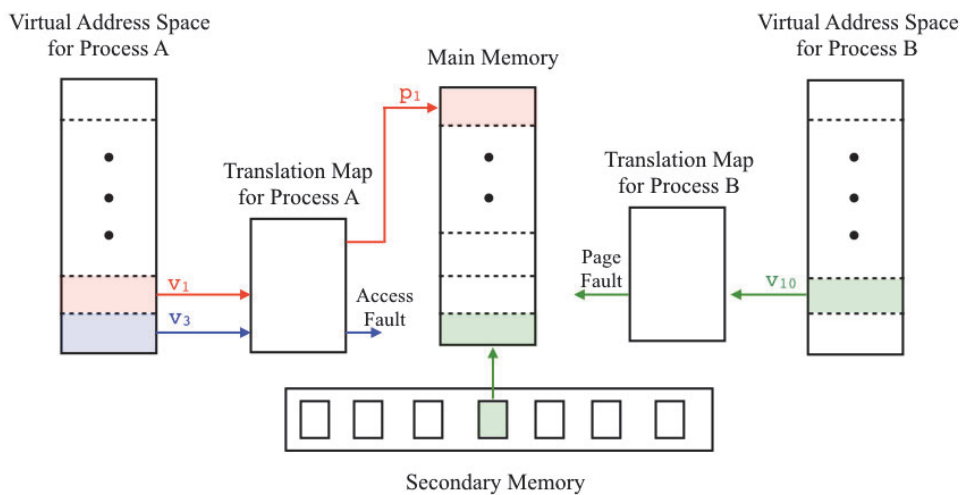 Virtual Address Space
for Process A
Main Memory
Virtual Address Space
for Process B
p1
Translation Map
for Process A
Translation Map
for Process B
v1
v3
Access
Fault
Page
Fault
v10
Secondary Memory